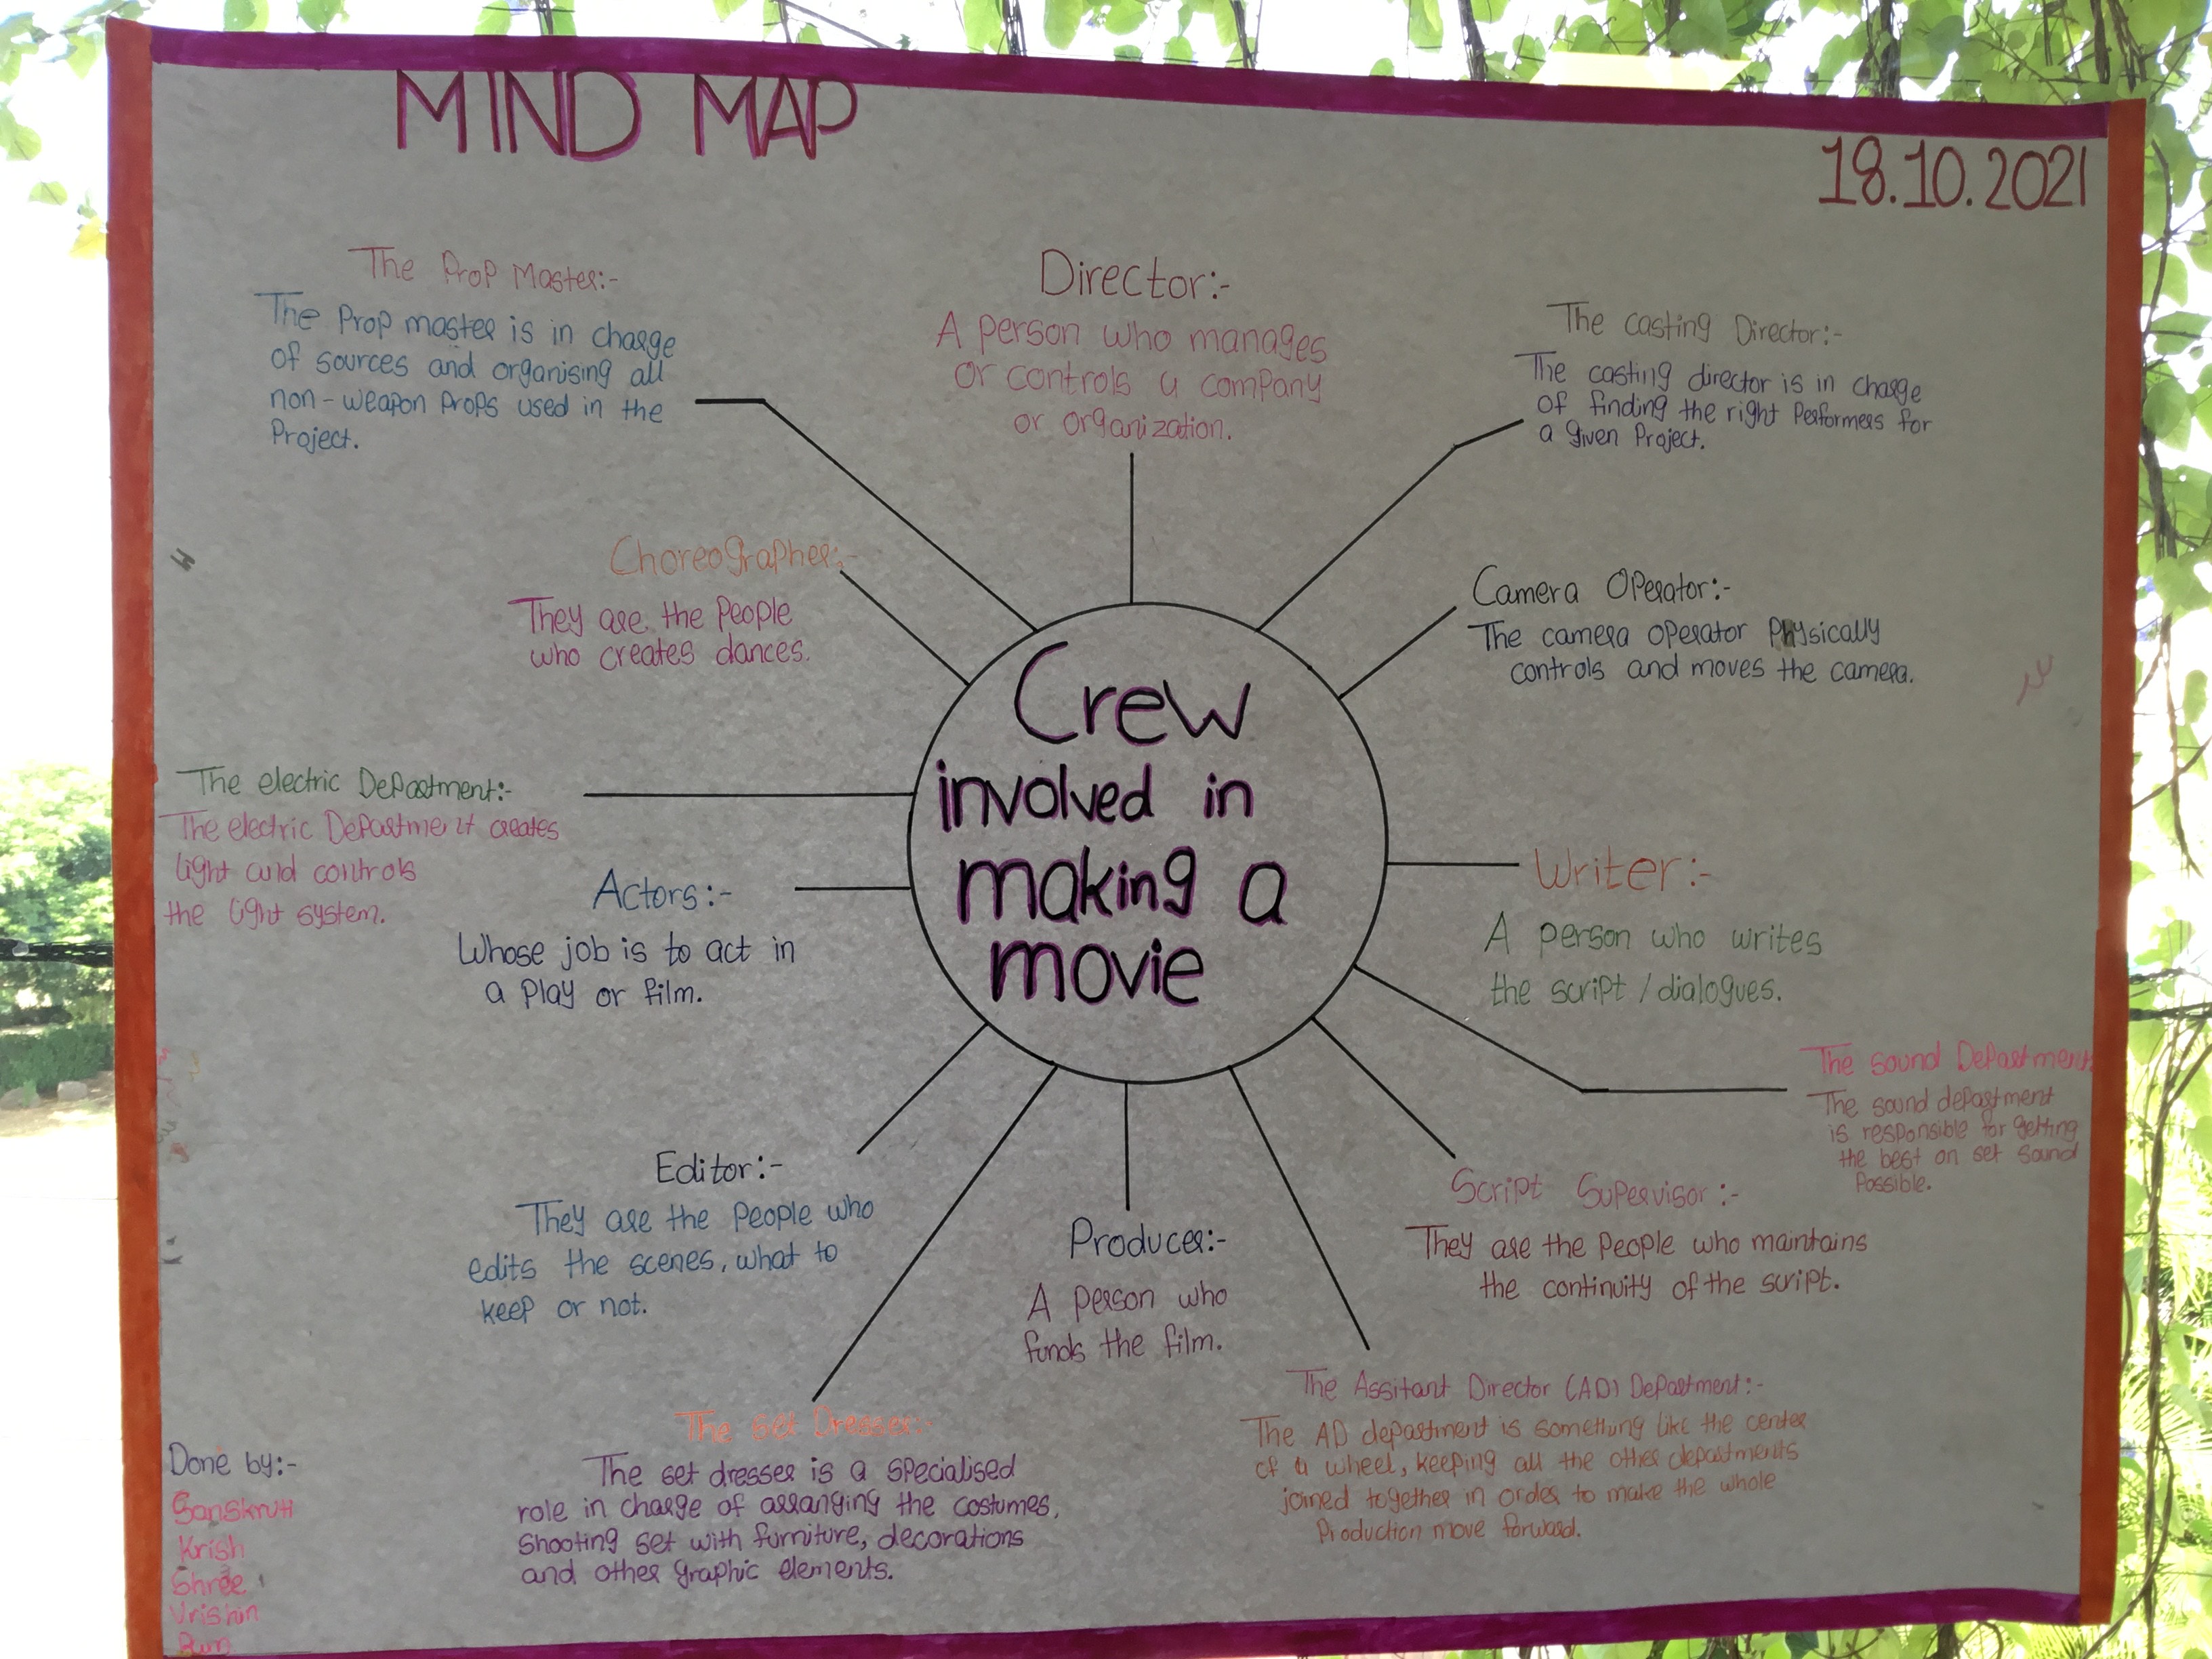 MIND MAP
18.10.2021
The Prop Master:-
The Prop master is in charge
of sources and organising all
non-weapon Props used in the
Project.
Director:-
A person who manages
or controls a company
or organization.
The casting Director:-
The casting director is in charge
of finding the right Performers for
a given Project.
Choreographer:-
They are the People
who creates dances.
Camera Operator:-
The camera operator Physically
controls and moves the camera.
Crew
involved in
making a
movie
The electric Department:-
The electric Department creates
light and controls
the light system.
Actors:-
Whose job is to act in
a Play or film.
Writer:-
A person who writes
the script / dialogues.
The sound Department
The sound department
is responsible for getting
the best on set sound
Possible.
Editor:-
They are the People who
edits the scenes, what to
keep or not.
Producer:-
A person who
funds the film.
Script Supervisor:-
They are the People who maintains
the continuity of the script.
The Set Dresser:-
The set dresser is a specialised
role in charge of arranging the costumes,
shooting set with furniture, decorations
and other graphic elements.
The Assitant Director (AD) Department:-
The AD department is something like the center
of a wheel, keeping all the other departments
joined together in order to make the whole
Production move forward.
Done by:-
Sanskruti
Krish
Shree
Vrishin